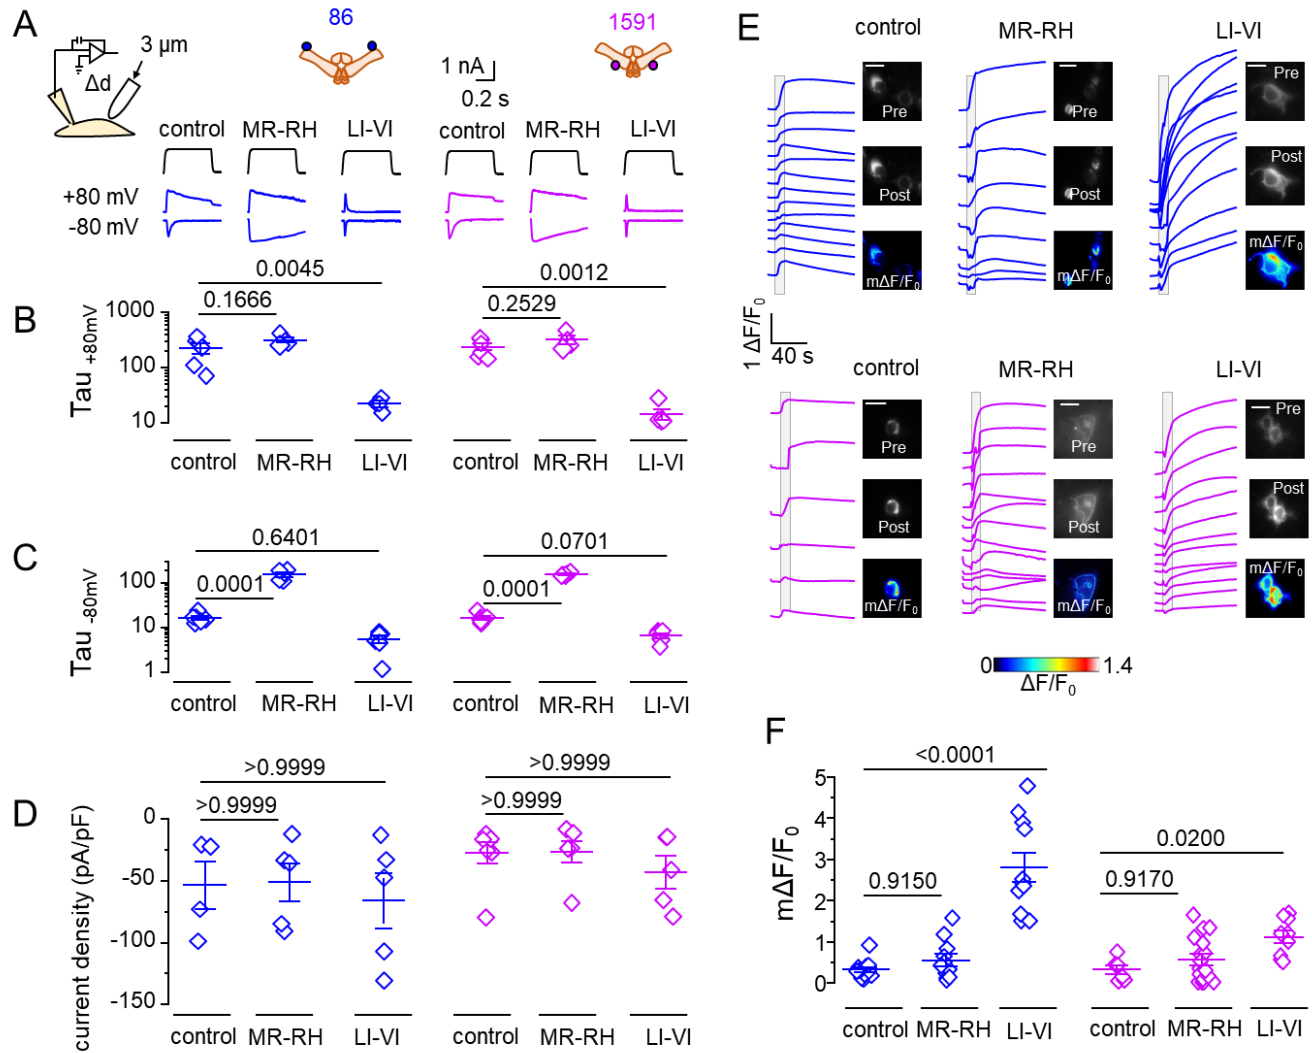 A
86
1591
3 µm
Δd
1 nA
0.2 s
control MR-RH LI-VI
control MR-RH LI-VI
+80 mV
-80 mV
B
0.0045
0.1666
0.0012
0.2529
Tau +80mV
1000
100
10
control MR-RH LI-VI
control MR-RH LI-VI
C
0.6401
0.0001
0.0701
0.0001
Tau -80mV
100
10
1
control MR-RH LI-VI
control MR-RH LI-VI
D
>0.9999
>0.9999
>0.9999
>0.9999
current density (pA/pF)
0
-50
-100
-150
control MR-RH LI-VI
control MR-RH LI-VI
E
control MR-RH LI-VI
Pre
Post
mΔF/F0
Pre
Post
mΔF/F0
Pre
Post
mΔF/F0
1 ΔF/F0
40 s
control MR-RH LI-VI
Pre
Post
mΔF/F0
Pre
Post
mΔF/F0
Pre
Post
mΔF/F0
0 1.4
ΔF/F0
F
<0.0001
0.9150
0.0200
0.9170
mΔF/F0
5
4
3
2
1
0
control MR-RH LI-VI
control MR-RH LI-VI